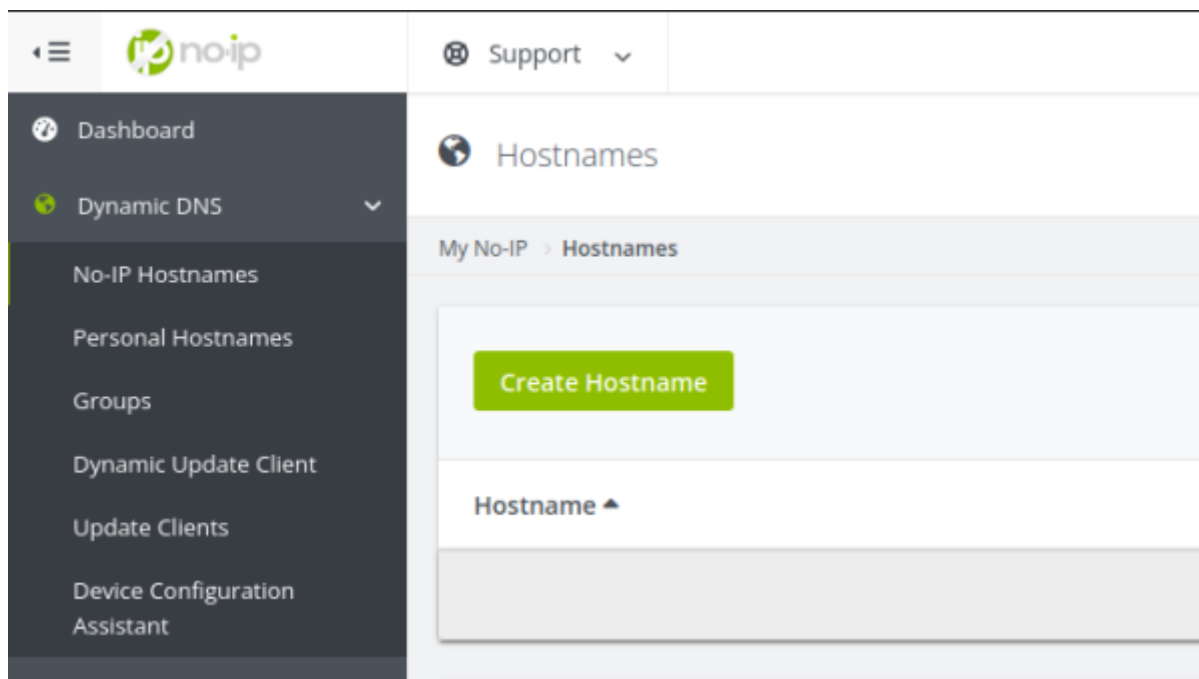 no·ip
Support
Dashboard
Dynamic DNS
No-IP Hostnames
Personal Hostnames
Groups
Dynamic Update Client
Update Clients
Device Configuration
Assistant
Hostnames
My No-IP > Hostnames
Create Hostname
Hostname